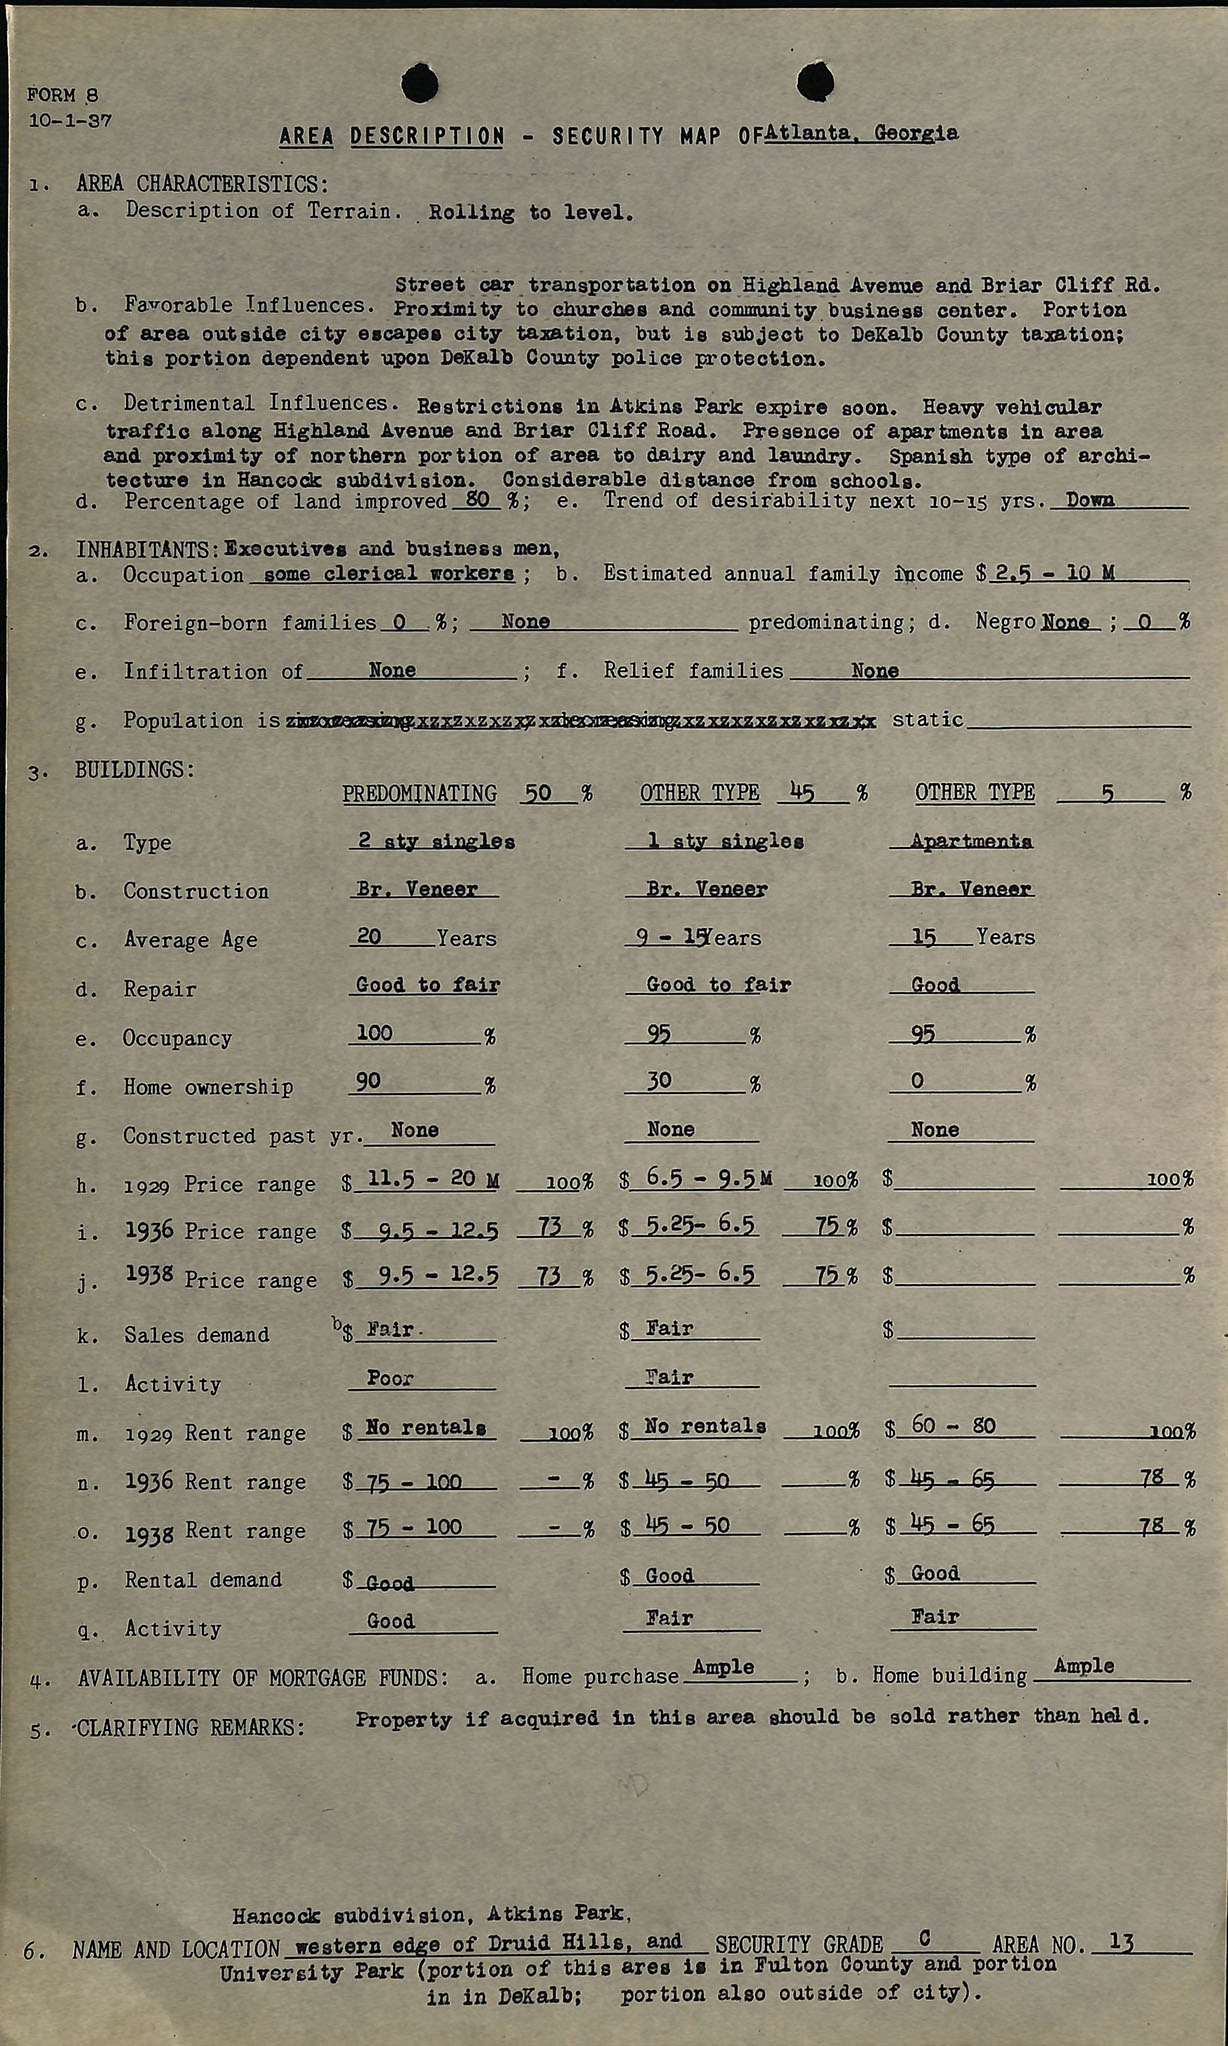 FORM 8
10-1-37
AREA DESCRIPTION - SECURITY MAP OF Atlanta, Georgia
1. AREA CHARACTERISTICS:
a. Description of Terrain. Rolling to level.
Street car transportation on Highland Avenue and Briar Cliff Rd.
b. Favorable Influences. Proximity to churches and community business center. Portion
of area outside city escapes city taxation, but is subject to DeKalb County taxation;
this portion dependent upon DeKalb County police protection.
c. Detrimental Influences. Restrictions in Atkins Park expire soon. Heavy vehicular
traffic along Highland Avenue and Briar Cliff Road. Presence of apartments in area
and proximity of northern portion of area to dairy and laundry. Spanish type of archi-
tecture in Hancock subdivision. Considerable distance from schools.
d. Percentage of land improved 80 %; e. Trend of desirability next 10-15 yrs. Down
2. INHABITANTS: Executives and business men,
a. Occupation some clerical workers; b. Estimated annual family income $ 2.5 - 10 M
c. Foreign-born families 0 %; None predominating; d. Negro None ; 0 %
e. Infiltration of None ; f. Relief families None
g. Population is static
3. BUILDINGS:
PREDOMINATING 50 % OTHER TYPE 45 % OTHER TYPE 5 %
a. Type 2 sty singles 1 sty singles Apartments
b. Construction Br. Veneer Br. Veneer Br. Veneer
c. Average Age 20 Years 9 - 15 Years 15 Years
d. Repair Good to fair Good to fair Good
e. Occupancy 100 % 95 % 95 %
f. Home ownership 90 % 30 % 0 %
g. Constructed past yr. None None None
h. 1929 Price range $ 11.5 - 20 M 100% $ 6.5 - 9.5 M 100% $ 100%
i. 1936 Price range $ 9.5 - 12.5 73 % $ 5.25- 6.5 75 % $ %
j. 1938 Price range $ 9.5 - 12.5 73 % $ 5.25- 6.5 75 % $ %
k. Sales demand b$ Fair. $ Fair $
l. Activity Poor Fair
m. 1929 Rent range $ No rentals 100% $ No rentals 100% $ 60 - 80 100%
n. 1936 Rent range $ 75 - 100 - % $ 45 - 50 % $ 45 - 65 78 %
o. 1938 Rent range $ 75 - 100 - % $ 45 - 50 % $ 45 - 65 78 %
p. Rental demand $ Good $ Good $ Good
q. Activity Good Fair Fair
4. AVAILABILITY OF MORTGAGE FUNDS: a. Home purchase Ample ; b. Home building Ample
5. CLARIFYING REMARKS: Property if acquired in this area should be sold rather than held.
D
Hancock subdivision, Atkins Park,
6. NAME AND LOCATION western edge of Druid Hills, and SECURITY GRADE C AREA NO. 13
University Park (portion of this ares is in Fulton County and portion
in in DeKalb; portion also outside of city).